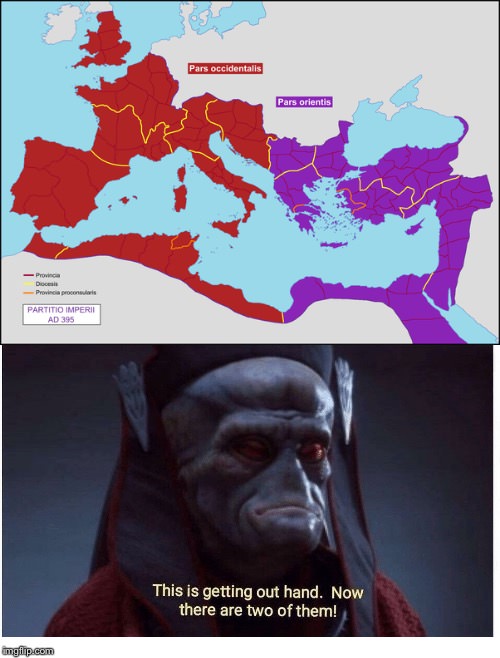 Pars occidentalis
Pars orientis
Provincia
Diocesis
Provincia proconsularis
PARTITIO IMPERII
AD 395
This is getting out hand. Now
there are two of them!
imgflip.com